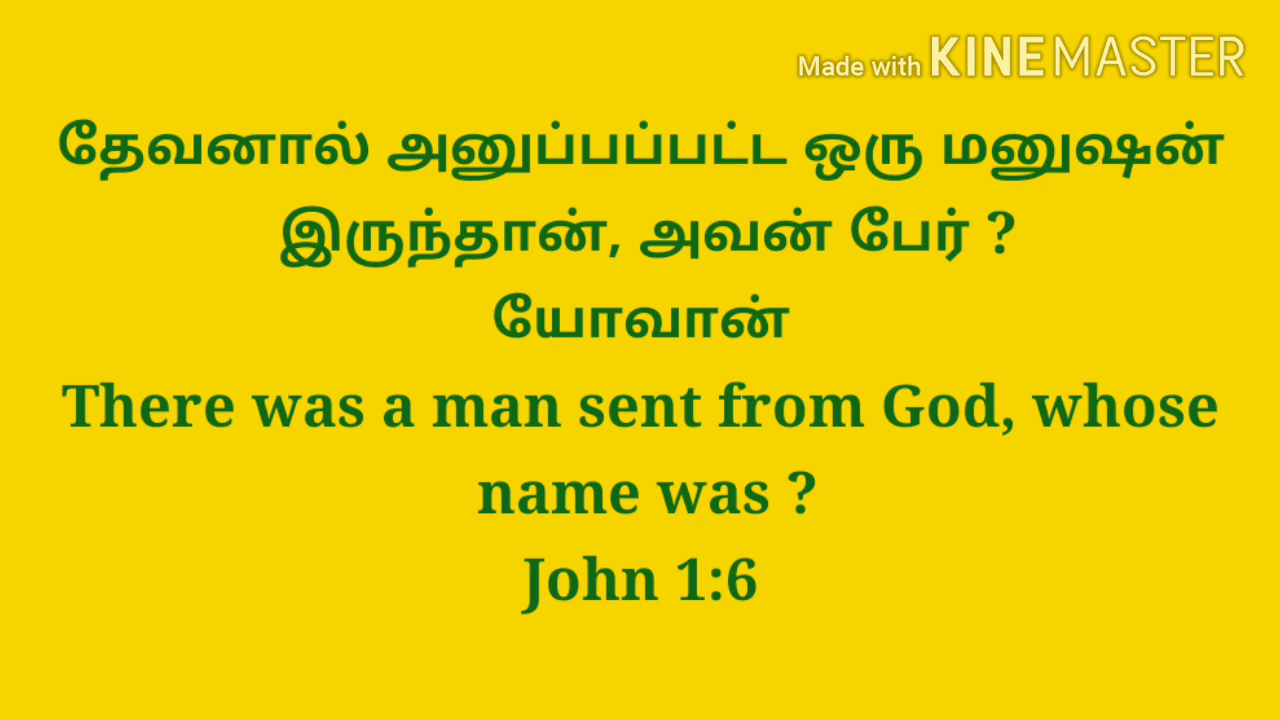 Made with KINEMASTER
தேவனால் அனுப்பப்பட்ட ஒரு மனுஷன்
இருந்தான், அவன் பேர் ?
யோவான்
There was a man sent from God, whose
name was ?
John 1:6